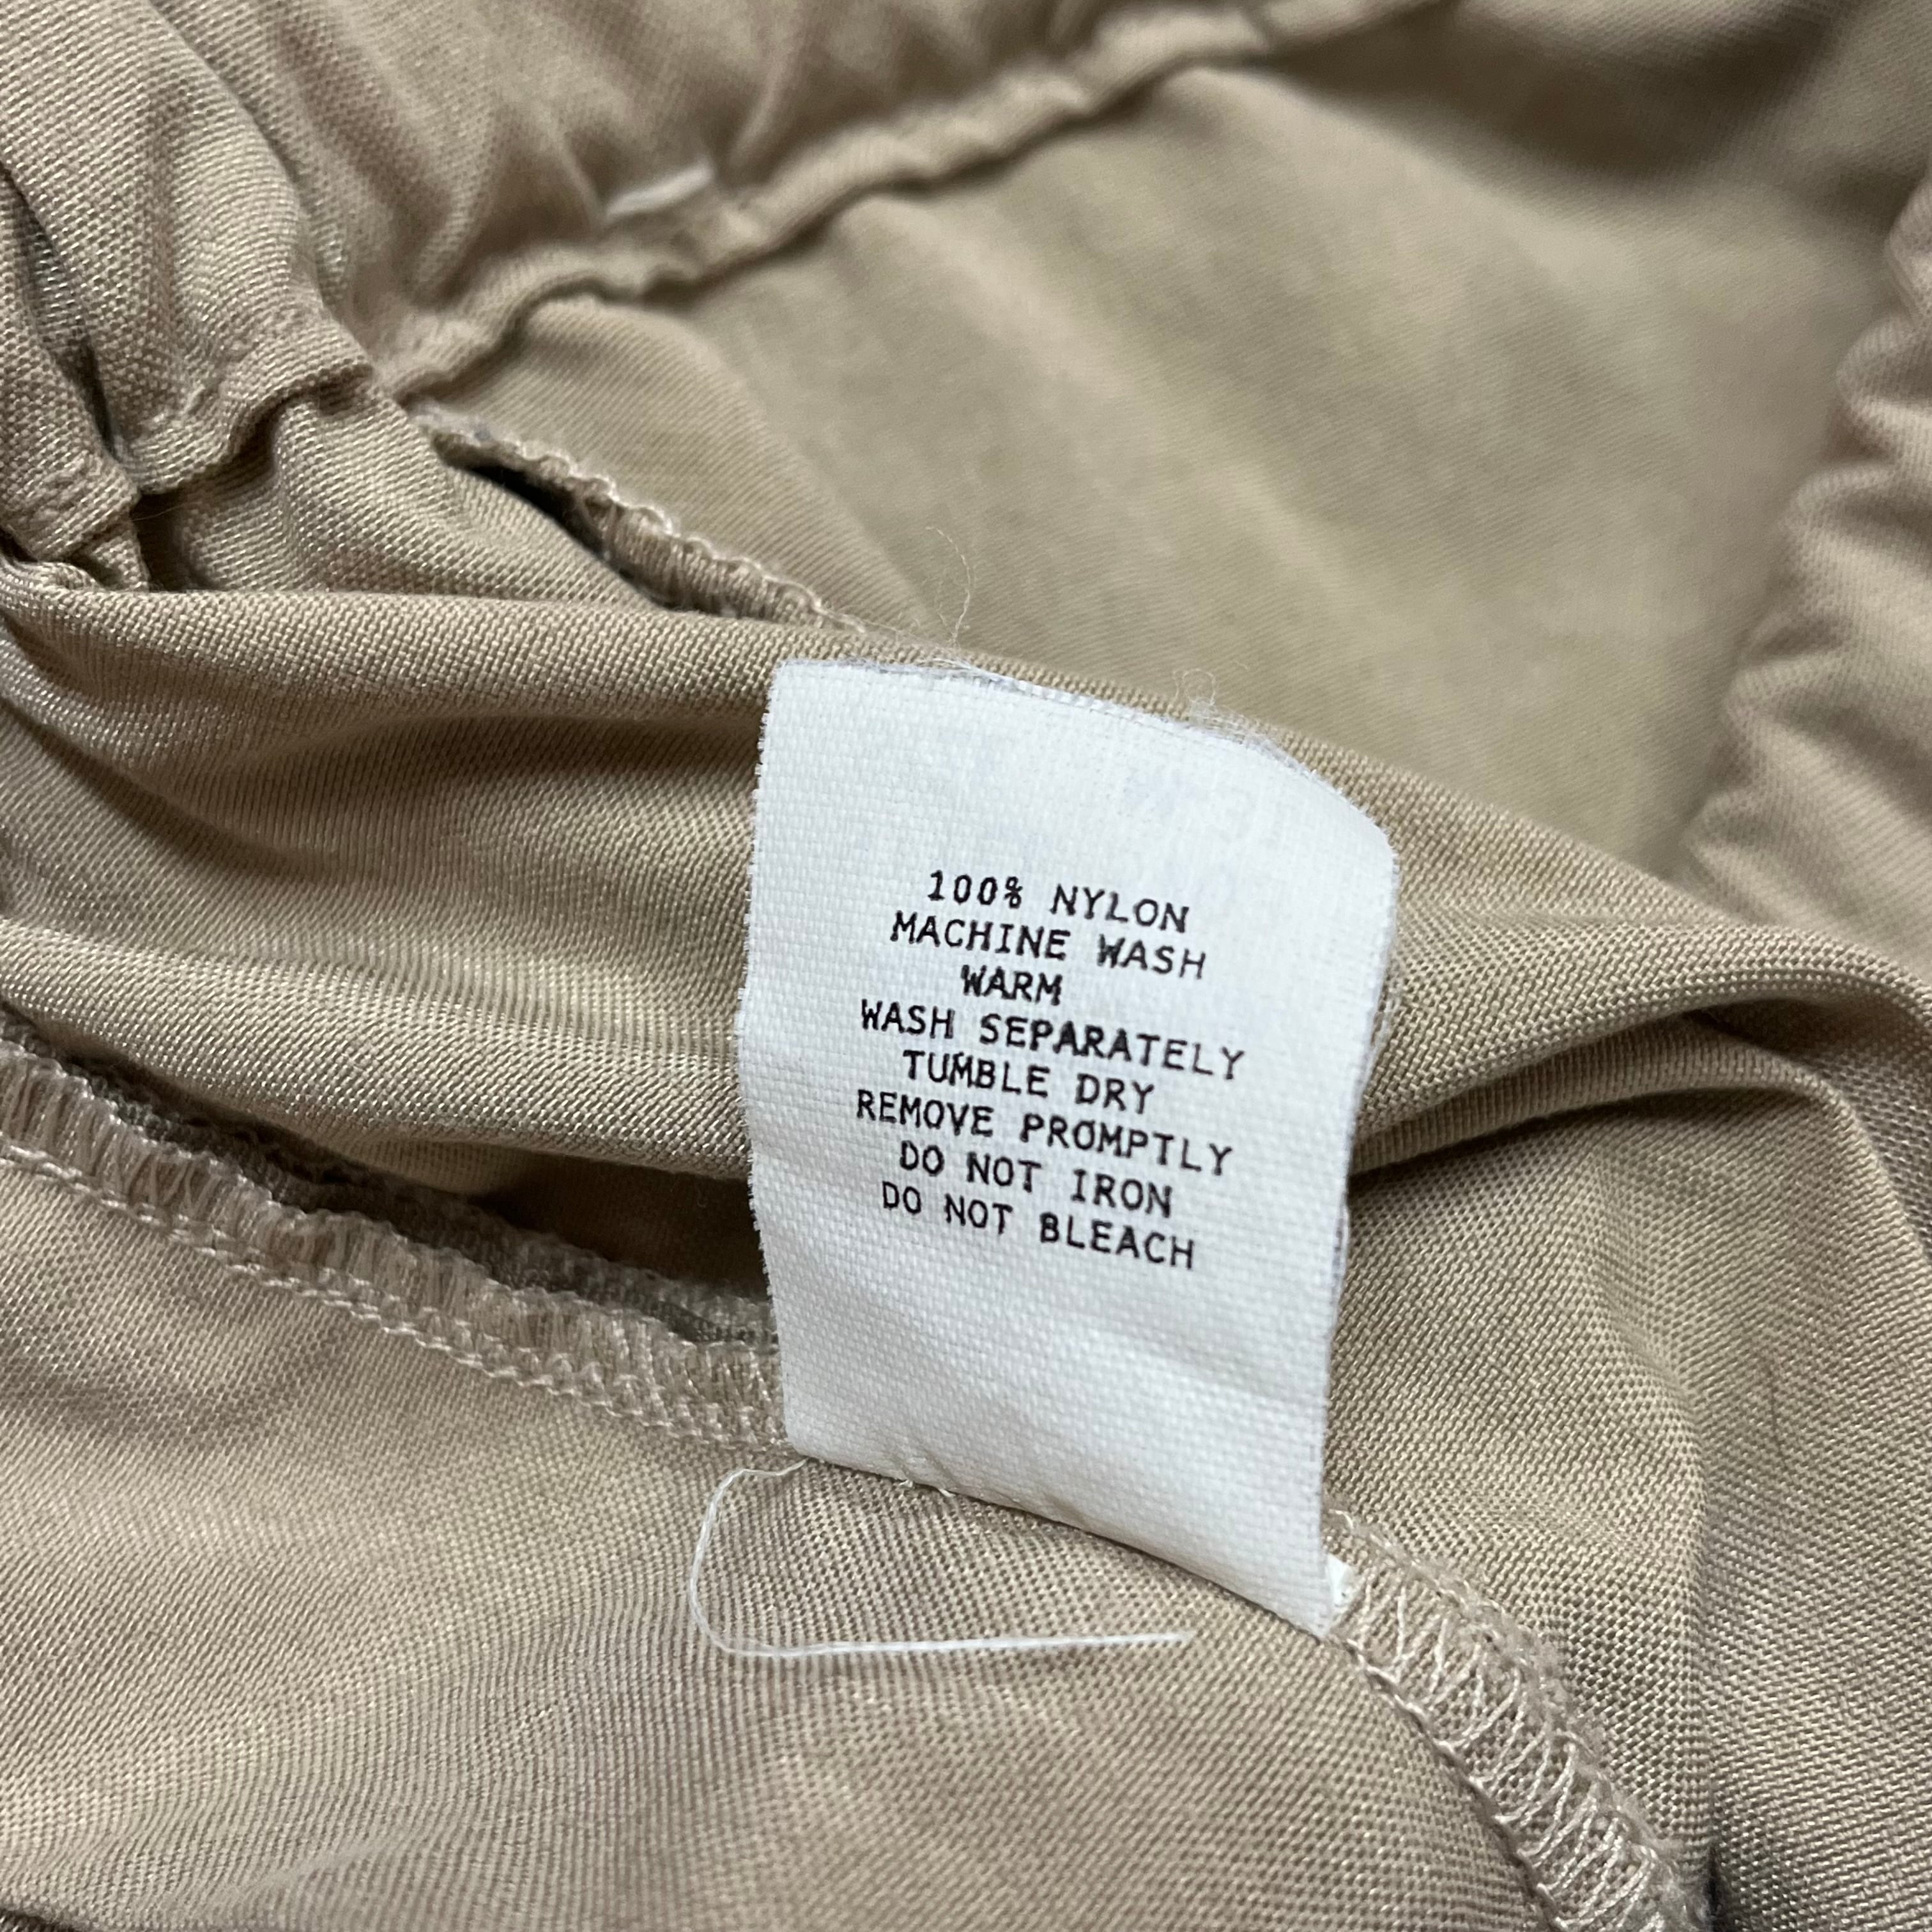 100% NYLON
MACHINE WASH
WARM
WASH SEPARATELY
TUMBLE DRY
REMOVE PROMPTLY
DO NOT IRON
DO NOT BLEACH